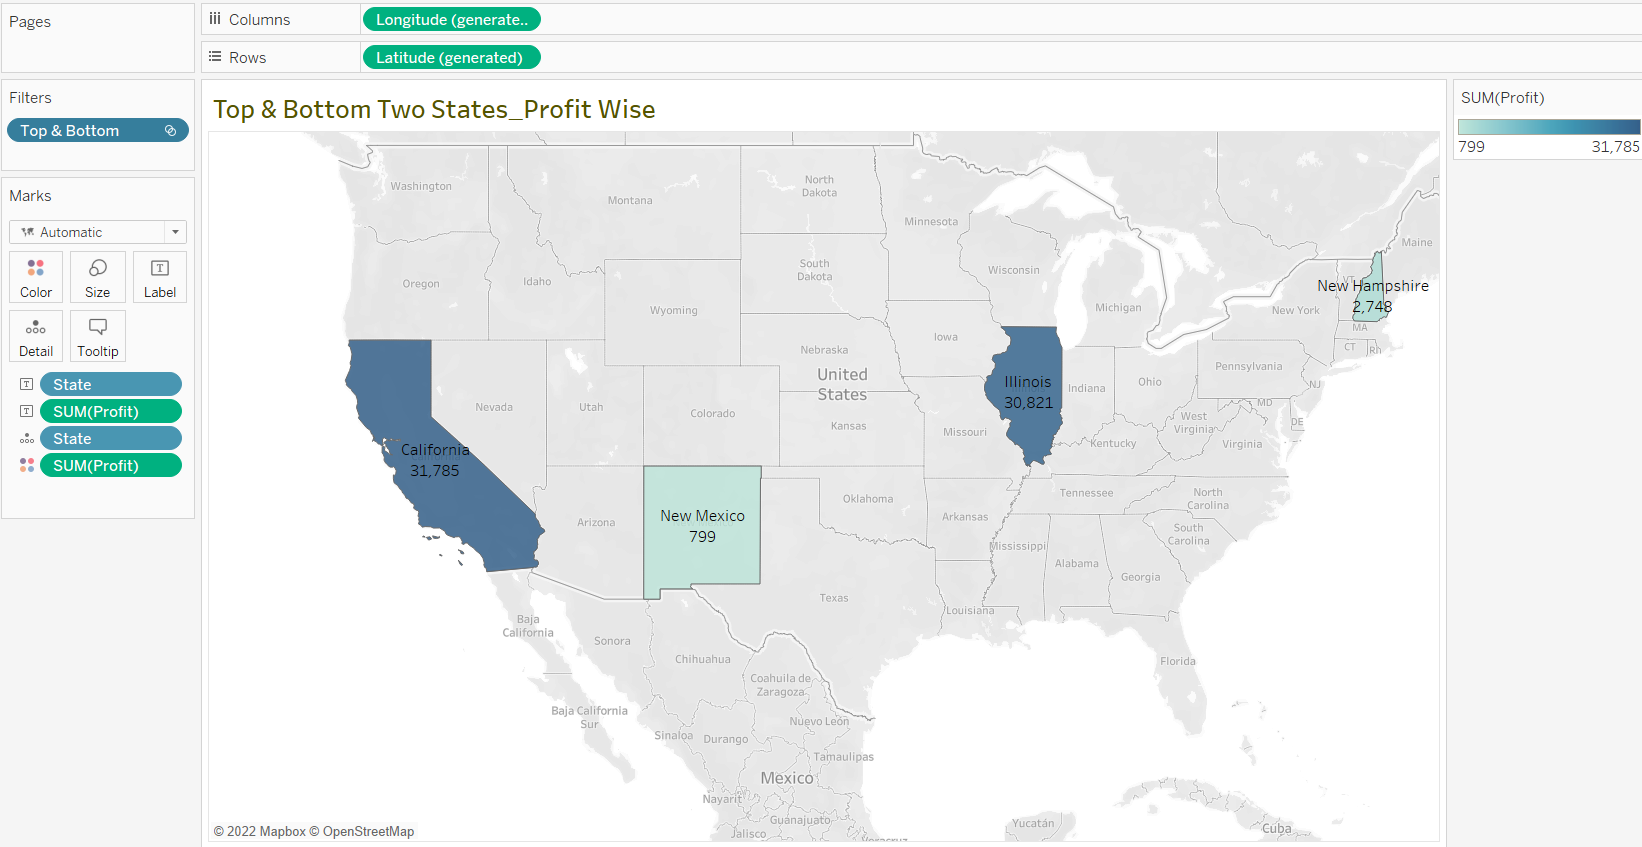 Pages
Columns
Longitude (generate..
Rows
Latitude (generated)
Filters
Top & Bottom
Marks
Automatic
Color
Size
Label
Detail
Tooltip
State
SUM(Profit)
State
SUM(Profit)
Top & Bottom Two States_Profit Wise
SUM(Profit)
799
31,785
Washington
Montana
North
Dakota
Minnesota
Maine
Oregon
Idaho
South
Dakota
Wisconsin
Michigan
VT
New Hampshire
2,748
Wyoming
New York
MA
Iowa
CT
Rh
Nebraska
United
States
Illinois
30,821
Indiana
Ohio
Pennsylvania
NJ
Nevada
Utah
Colorado
Kansas
Missouri
Kentucky
West
Virginia
MD
DE
Virginia
California
31,785
Oklahoma
Tennessee
North
Carolina
New Mexico
799
Arizona
Arkansas
South
Carolina
Mississippi
Alabama
Georgia
Texas
Louisiana
Baja
California
Sonora
Chihuahua
Florida
Coahuila de
Zaragoza
Baja California
Sur
Nuevo León
Sinaloa
Durango
Tamaulipas
Mexico
Nayarit
Guanajuato
Jalisco
Veracruz
Yucatán
Cuba
© 2022 Mapbox © OpenStreetMap